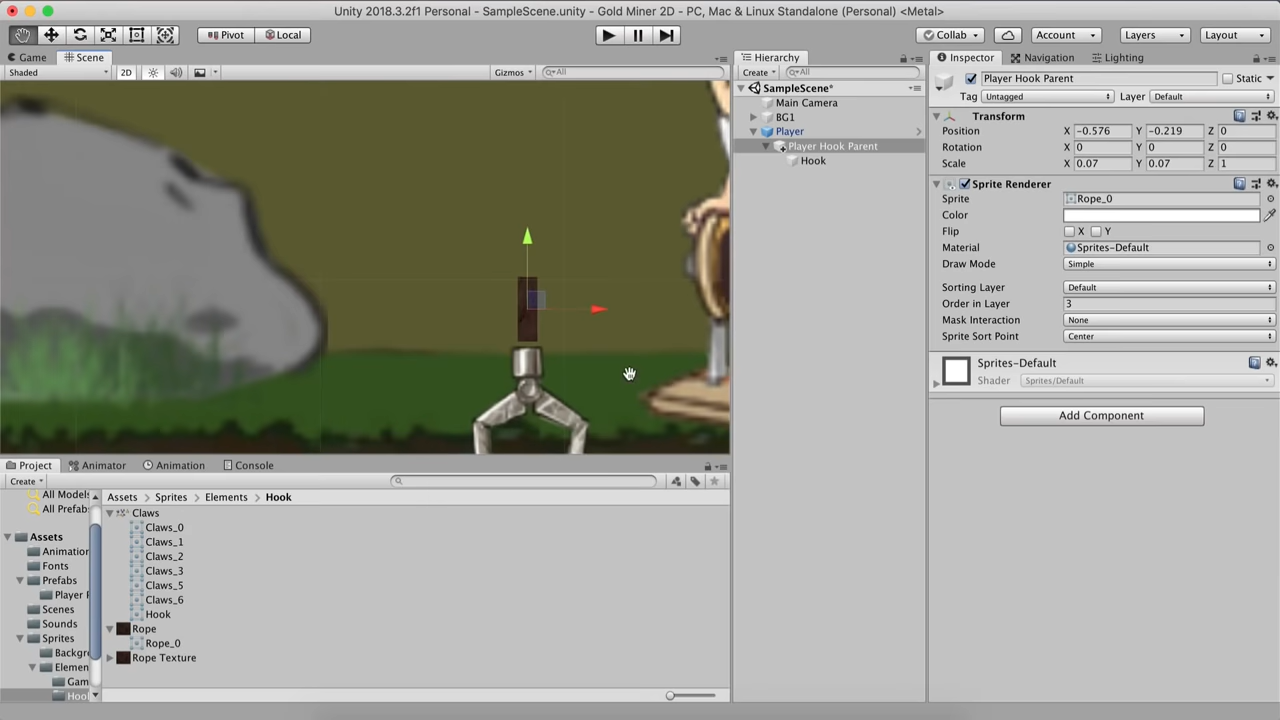 Unity 2018.3.2f1 Personal - SampleScene.unity - Gold Miner 2D - PC, Mac & Linux Standalone (Personal) <Metal>
Pivot Local Collab Account Layers Layout
Game Scene
Shaded 2D Gizmos All
Hierarchy
Create All
SampleScene*
Main Camera
BG1
Player
Player Hook Parent
Hook
Inspector Navigation Lighting
Player Hook Parent Static
Tag Untagged Layer Default
Transform
Position X -0.576 Y -0.219 Z 0
Rotation X 0 Y 0 Z 0
Scale X 0.07 Y 0.07 Z 1
Sprite Renderer
Sprite Rope_0
Color
Flip X Y
Material Sprites-Default
Draw Mode Simple
Sorting Layer Default
Order in Layer 3
Mask Interaction None
Sprite Sort Point Center
Sprites-Default
Shader Sprites/Default
Add Component
Project Animator Animation Console
Create
All Models
All Prefabs
Assets
Animation
Fonts
Prefabs
Player
Scenes
Sounds
Sprites
Backgr
Elemen
Gam
Hook
Assets > Sprites > Elements > Hook
Claws
Claws_0
Claws_1
Claws_2
Claws_3
Claws_5
Claws_6
Hook
Rope
Rope_0
Rope Texture